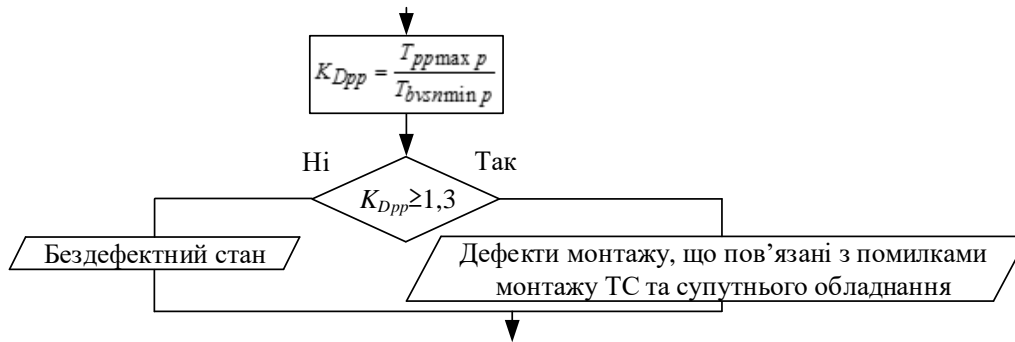 K_Dpp = T_ppmax p / T_bvsnmin p
Ні Так
K_Dpp≥1,3
Бездефектний стан
Дефекти монтажу, що пов’язані з помилками
монтажу ТС та супутнього обладнання